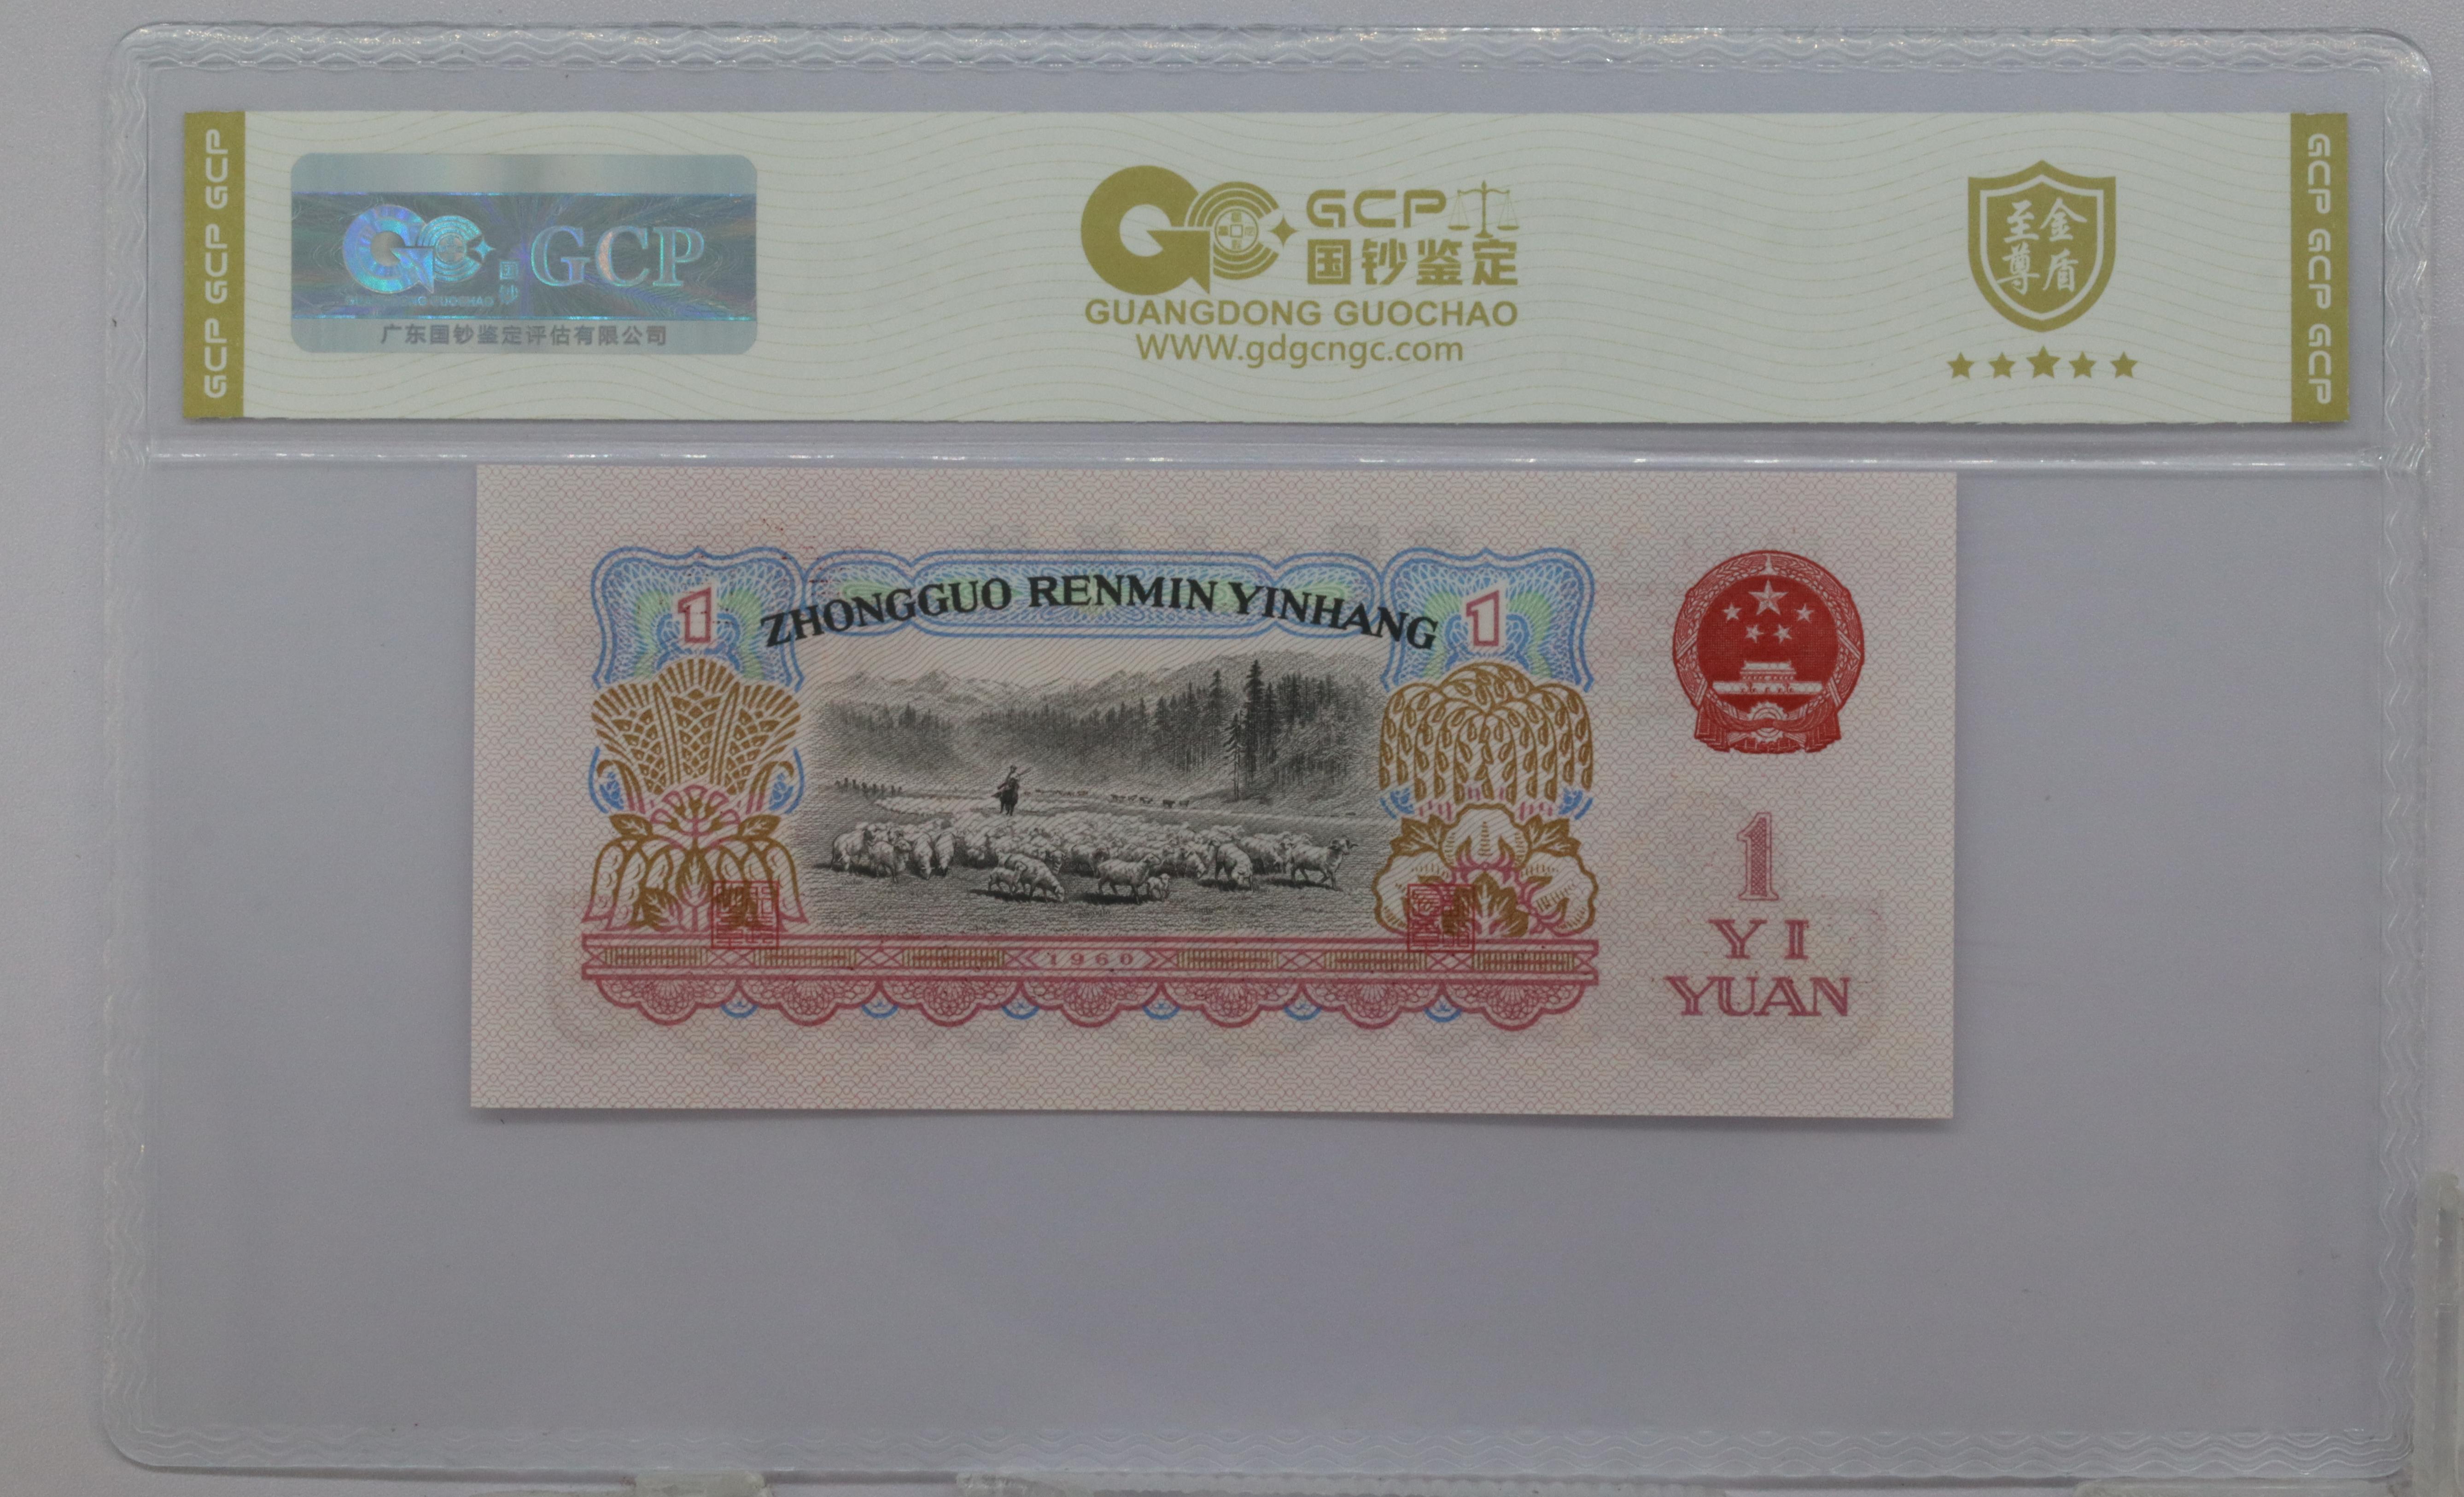 GCP GCP GCP
GCP
国钞
GUANGDONG GUOCHAO
广东国钞鉴定评估有限公司
GCP
国钞鉴定
GUANGDONG GUOCHAO
WWW.gdgcngc.com
至尊金盾
GCP GCP GCP
ZHONGGUO RENMIN YINHANG
1
1
1
YI
YUAN
1960